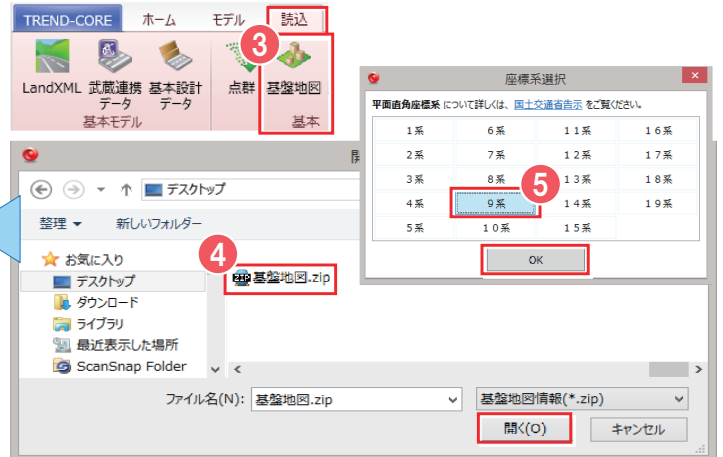 TREND-CORE ホーム モデル 読込
3
LandXML 武蔵連携データ 基本設計データ 点群 基盤地図
基本モデル 基本
座標系選択
平面直角座標系 について詳しくは、国土交通省告示 をご覧ください。
1系 6系 11系 16系
2系 7系 12系 17系
3系 8系 13系 18系
5
4系 9系 14系 19系
5系 10系 15系
OK
デスクトップ
整理 新しいフォルダー
お気に入り
デスクトップ
ダウンロード
ライブラリ
最近表示した場所
ScanSnap Folder
4
基盤地図.zip
ファイル名(N): 基盤地図.zip 基盤地図情報(*.zip)
開く(O) キャンセル